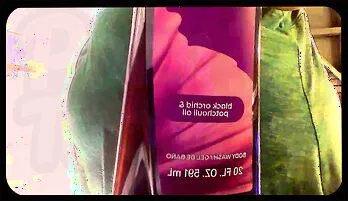 black orchid &
patchouli oil
BODY WASH / GEL DE BAÑO
20 FL. OZ. 591 mL